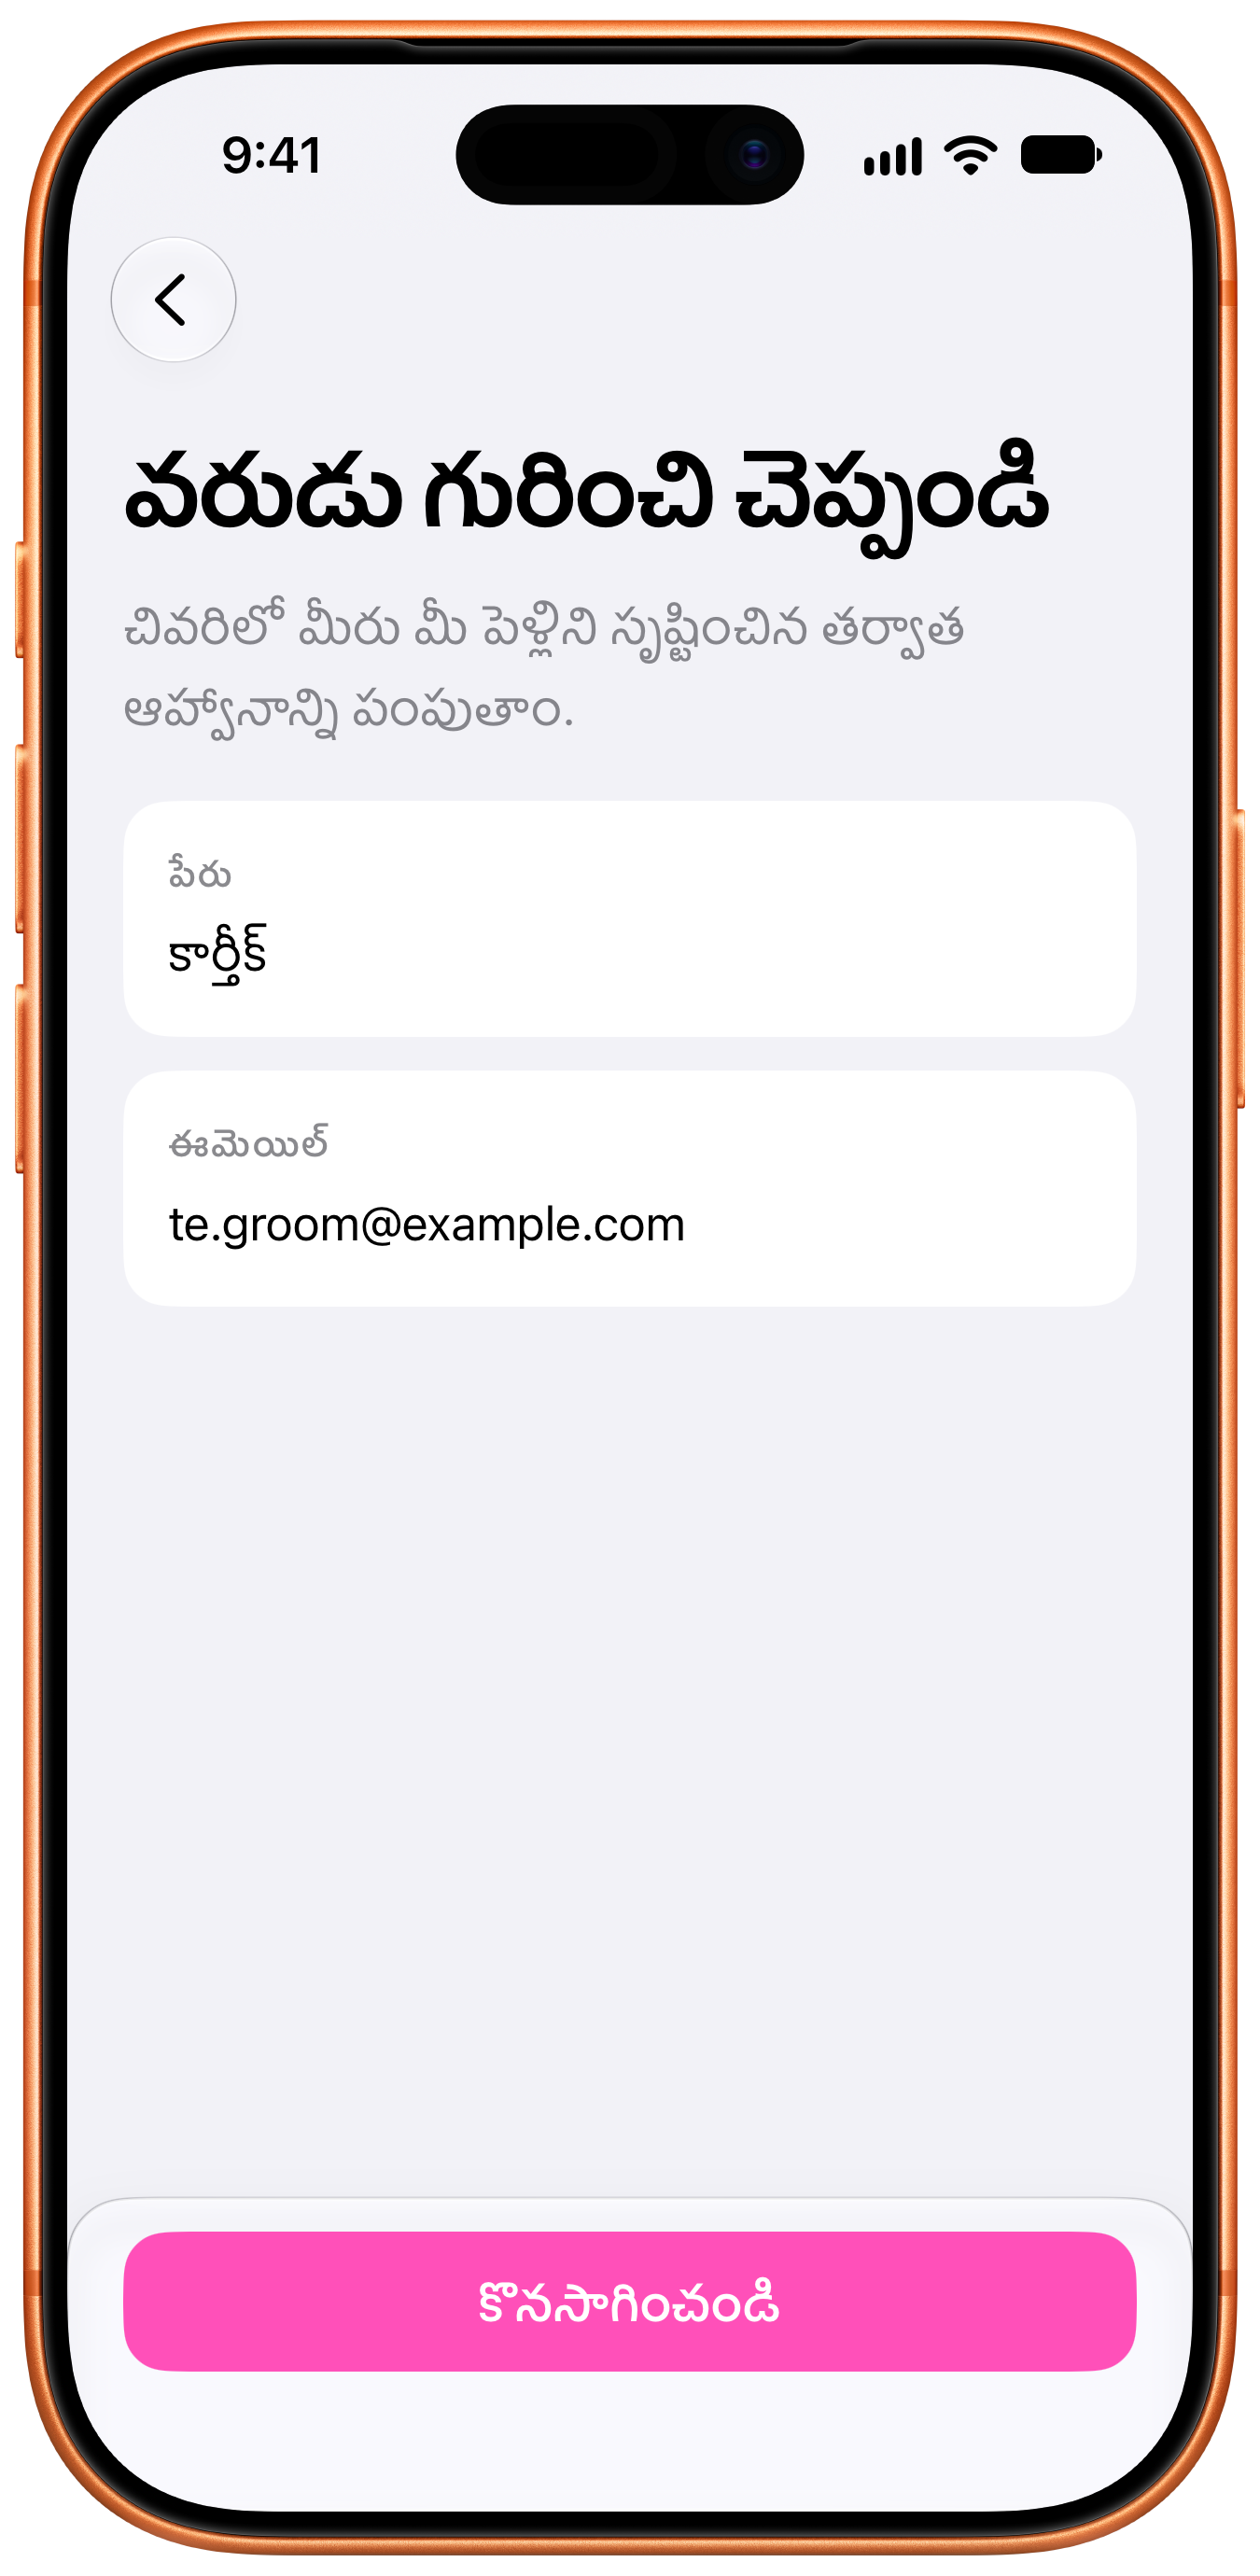 9:41
వరుడు గురించి చెప్పండి
చివరిలో మీరు మీ పెళ్లిని సృష్టించిన తర్వాత
ఆహ్వానాన్ని పంపుతాం.
పేరు
కార్తీక్
ఈమెయిల్
te.groom@example.com
కొనసాగించండి